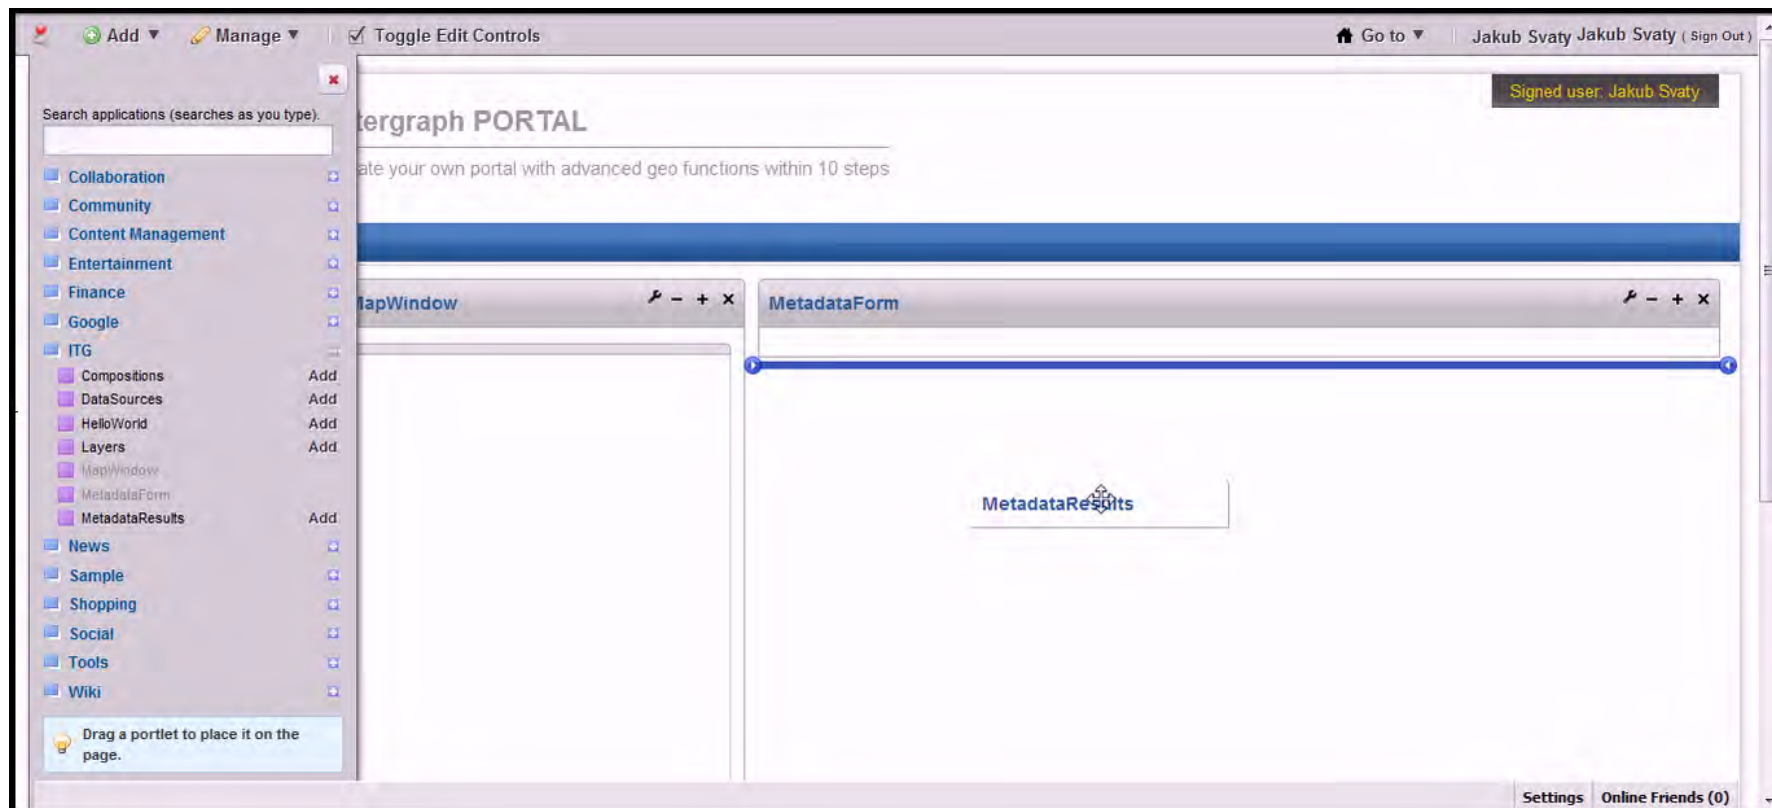 Add Manage Toggle Edit Controls Go to Jakub Svaty Jakub Svaty ( Sign Out )
Signed user: Jakub Svaty
Search applications (searches as you type).
tergraph PORTAL
ate your own portal with advanced geo functions within 10 steps
Collaboration
Community
Content Management
Entertainment
Finance
Google
ITG
Compositions Add
DataSources Add
HelloWorld Add
Layers Add
MapWindow
MetadataForm
MetadataResults Add
News
Sample
Shopping
Social
Tools
Wiki
Drag a portlet to place it on the
page.
MapWindow
MetadataForm
MetadataResults
Settings Online Friends (0)